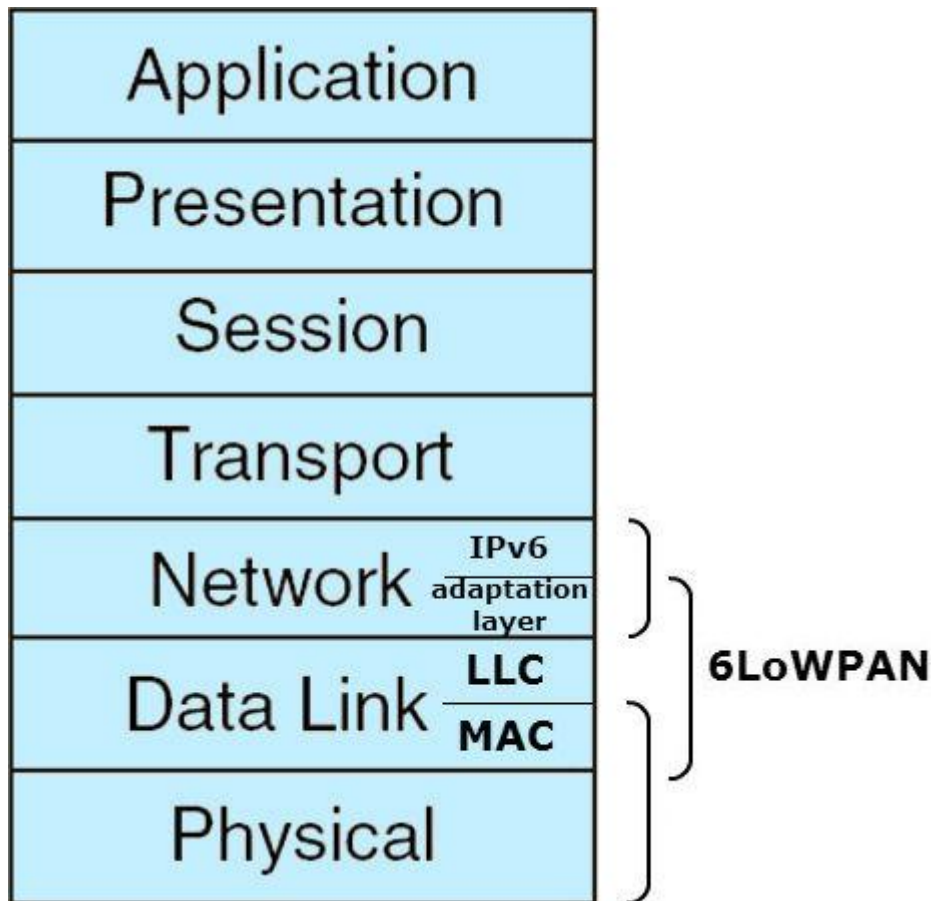 Application
Presentation
Session
Transport
Network
IPv6
adaptation
layer
Data Link
LLC
MAC
6LoWPAN
Physical